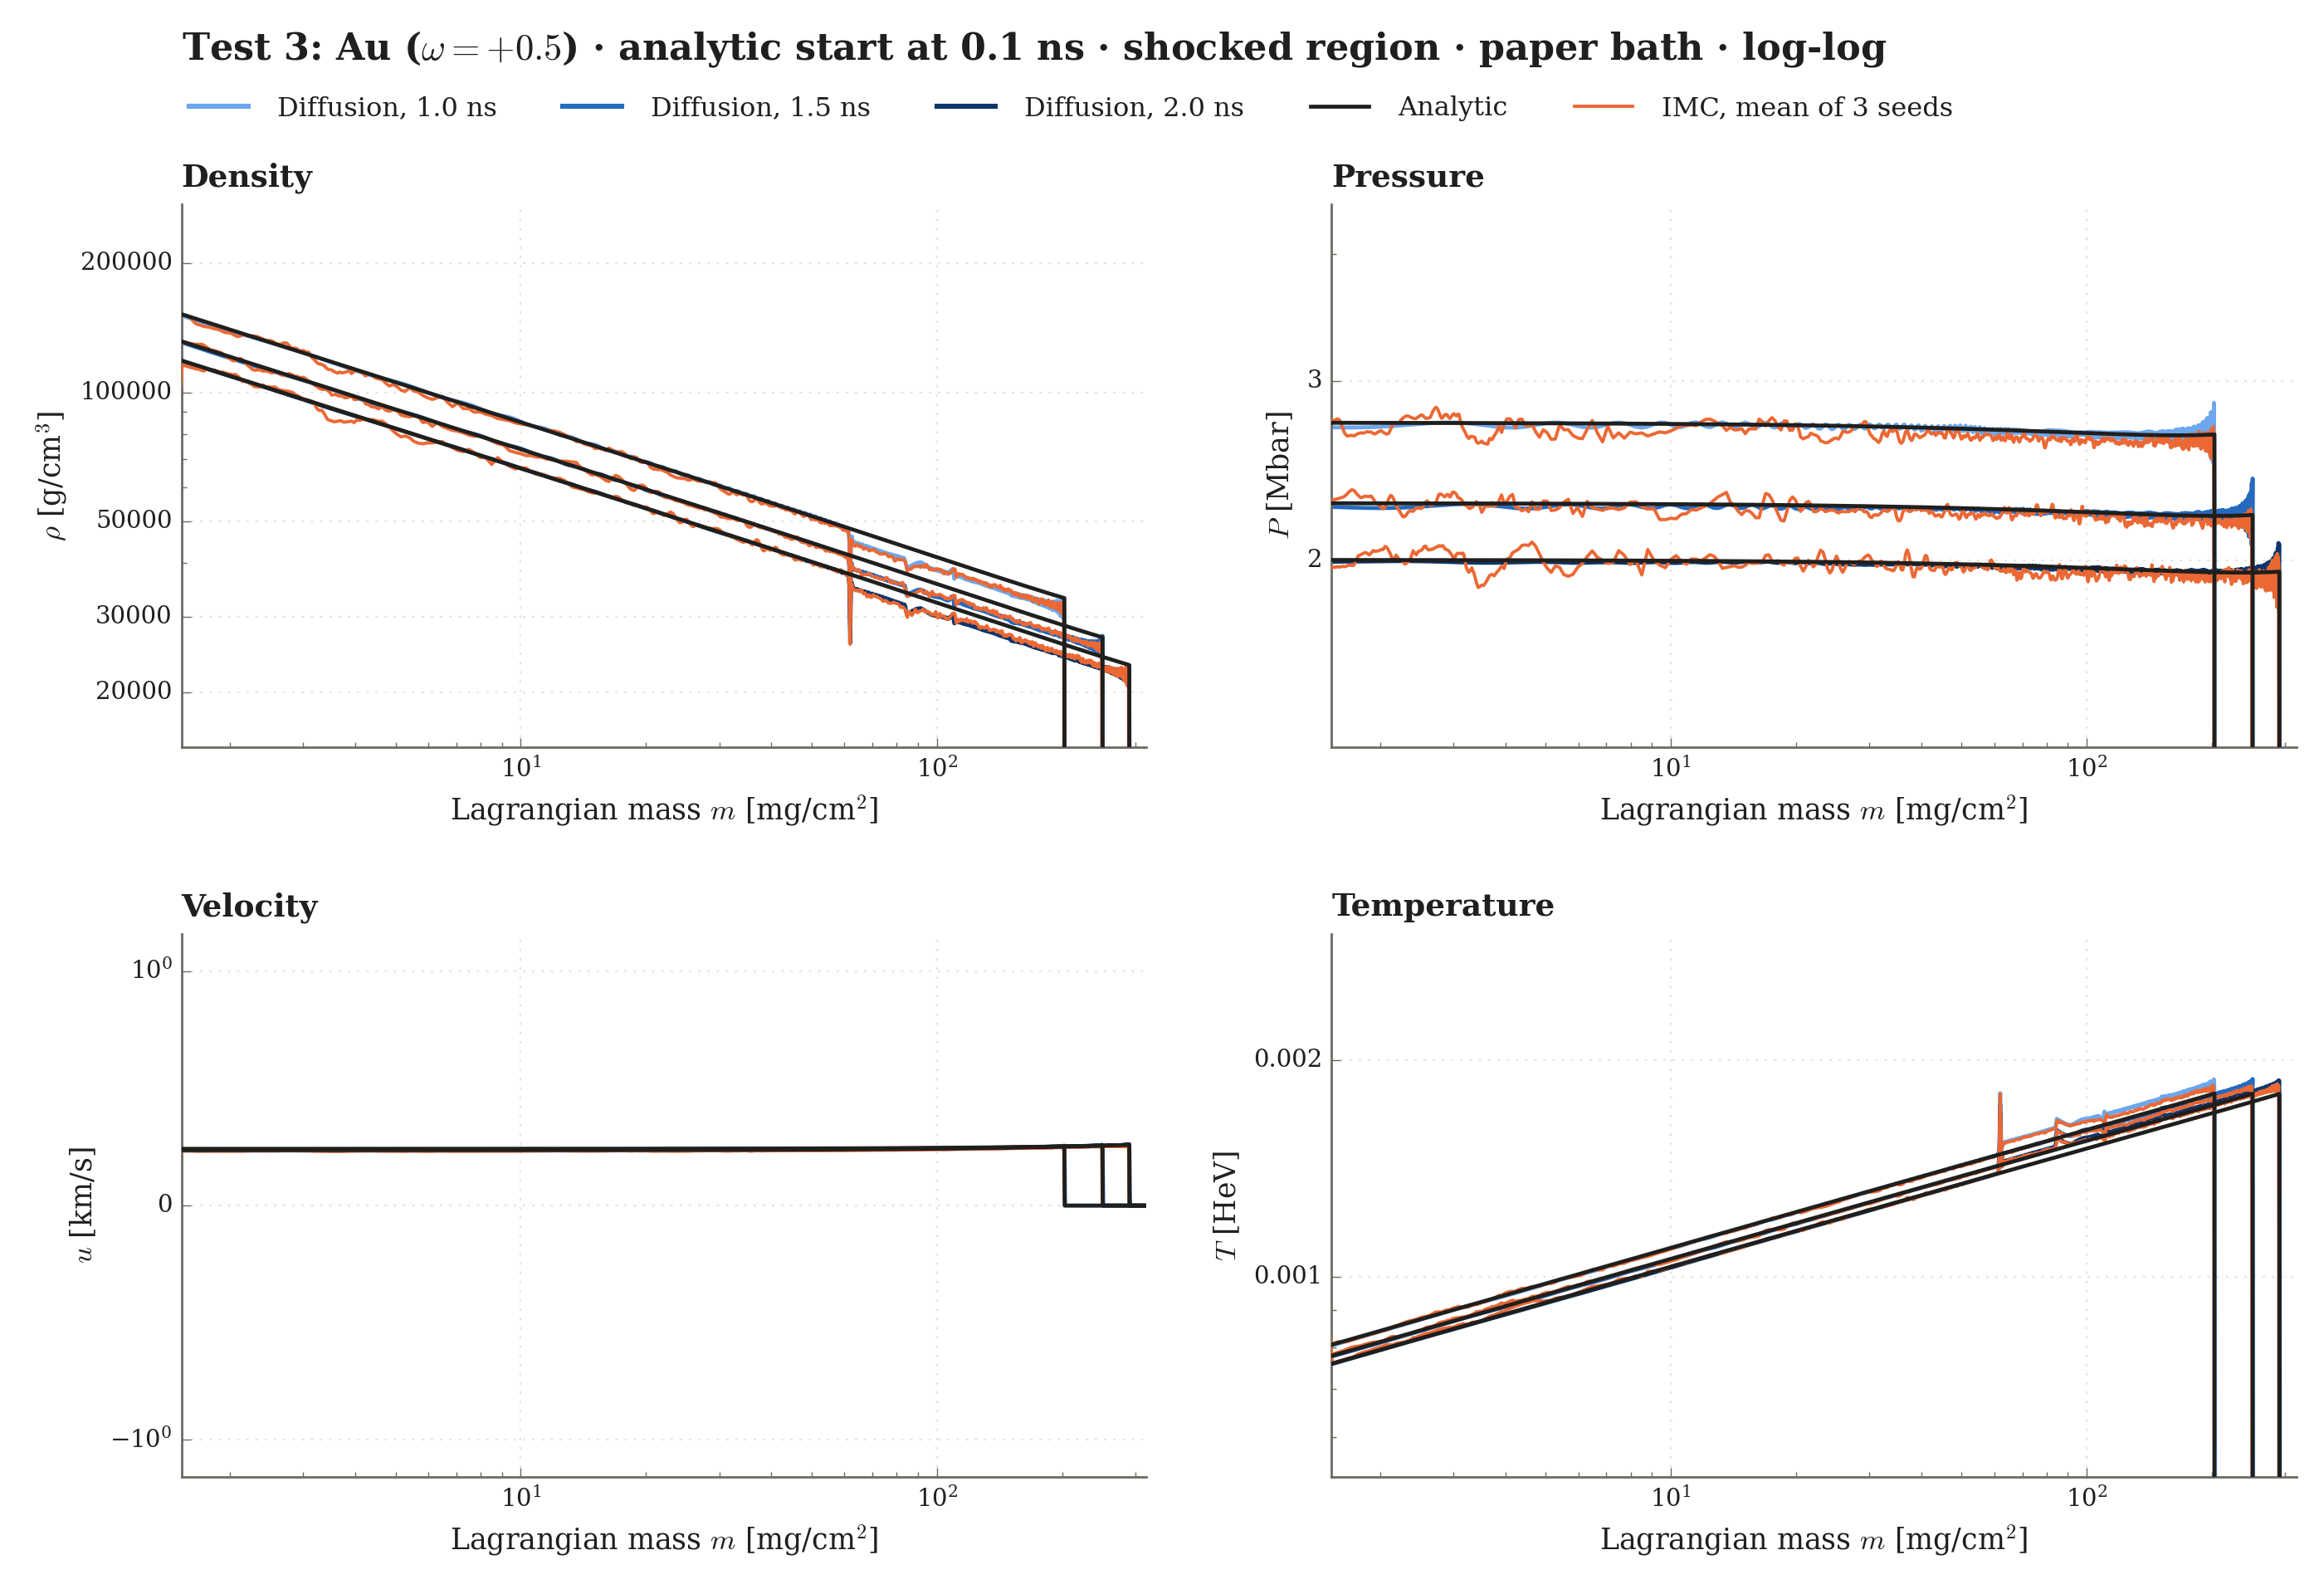 Test 3: Au (ω = +0.5) · analytic start at 0.1 ns · shocked region · paper bath · log-log
Diffusion, 1.0 ns
Diffusion, 1.5 ns
Diffusion, 2.0 ns
Analytic
IMC, mean of 3 seeds
Density
200000
100000
50000
30000
20000
ρ [g/cm³]
10¹
10²
Lagrangian mass m [mg/cm²]
Pressure
3
2
P [Mbar]
10¹
10²
Lagrangian mass m [mg/cm²]
Velocity
10⁰
0
−10⁰
u [km/s]
10¹
10²
Lagrangian mass m [mg/cm²]
Temperature
0.002
0.001
T [HeV]
10¹
10²
Lagrangian mass m [mg/cm²]